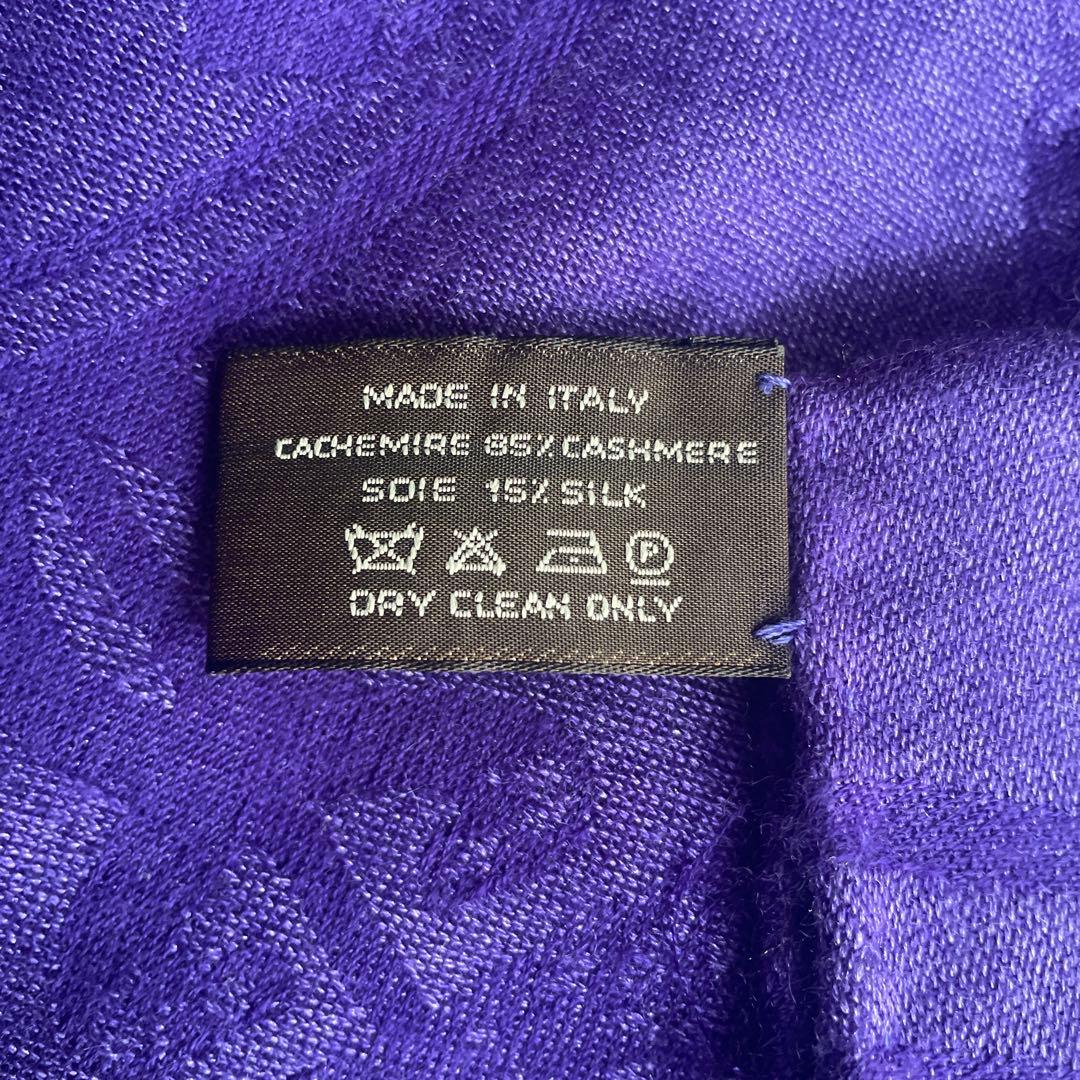 MADE IN ITALY
CACHEMIRE 85% CASHMERE
SOIE 15% SILK
P
DRY CLEAN ONLY